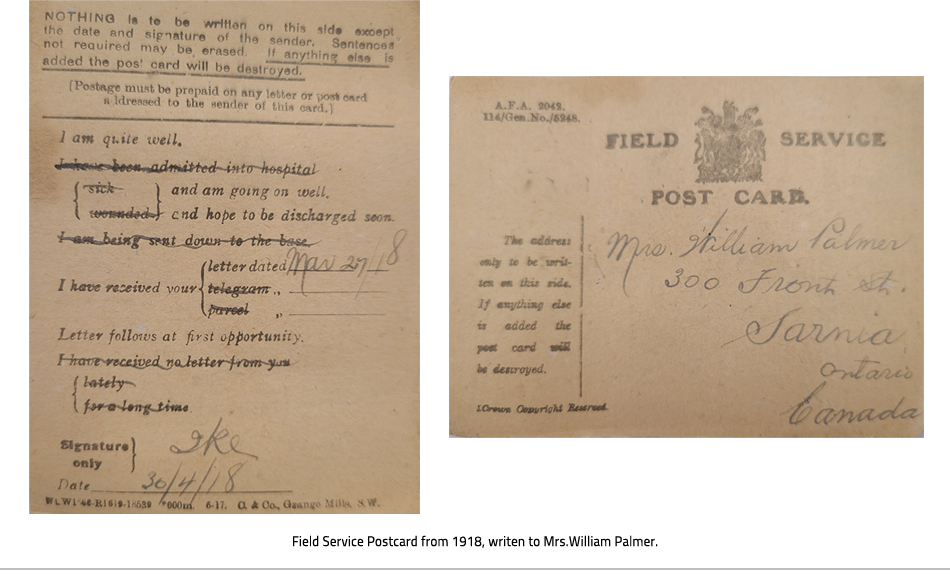 NOTHING is to be written on this side except
the date and signature of the sender. Sentences
not required may be erased. If anything else is
added the post card will be destroyed.
(Postage must be prepaid on any letter or post card
addressed to the sender of this card.)
I am quite well.
I have been admitted into hospital
sick
and am going on well.
wounded
and hope to be discharged soon.
I am being sent down to the base.
letter dated Mar 27/18
I have received your
telegram „
parcel „
Letter follows at first opportunity.
I have received no letter from you
lately
for a long time.
Signature
only
Ike
Date 30/4/18
6-17. & Co., Grange Mills, S.W.
A.F.A. 2042.
114/Gen.No./5248.
FIELD SERVICE
POST CARD.
The address
only to be writ-
ten on this side.
If anything else
is added the
post card will
be destroyed.
Mrs. William Palmer
300 Front St.
Sarnia
Ontario
Canada
[Crown Copyright Reserved.
Field Service Postcard from 1918, writen to Mrs.William Palmer.